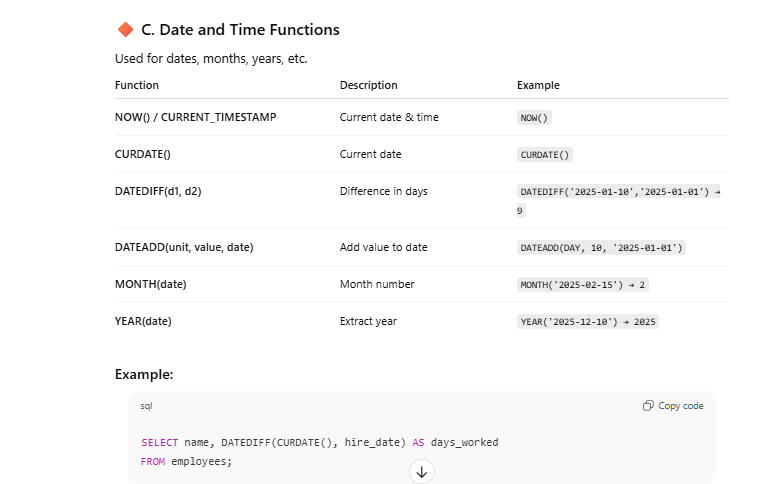 C. Date and Time Functions
Used for dates, months, years, etc.
Function Description Example
NOW() / CURRENT_TIMESTAMP Current date & time NOW()
CURDATE() Current date CURDATE()
DATEDIFF(d1, d2) Difference in days DATEDIFF('2025-01-10','2025-01-01') →
9
DATEADD(unit, value, date) Add value to date DATEADD(DAY, 10, '2025-01-01')
MONTH(date) Month number MONTH('2025-02-15') → 2
YEAR(date) Extract year YEAR('2025-12-10') → 2025
Example:
sql Copy code
SELECT name, DATEDIFF(CURDATE(), hire_date) AS days_worked
FROM employees;